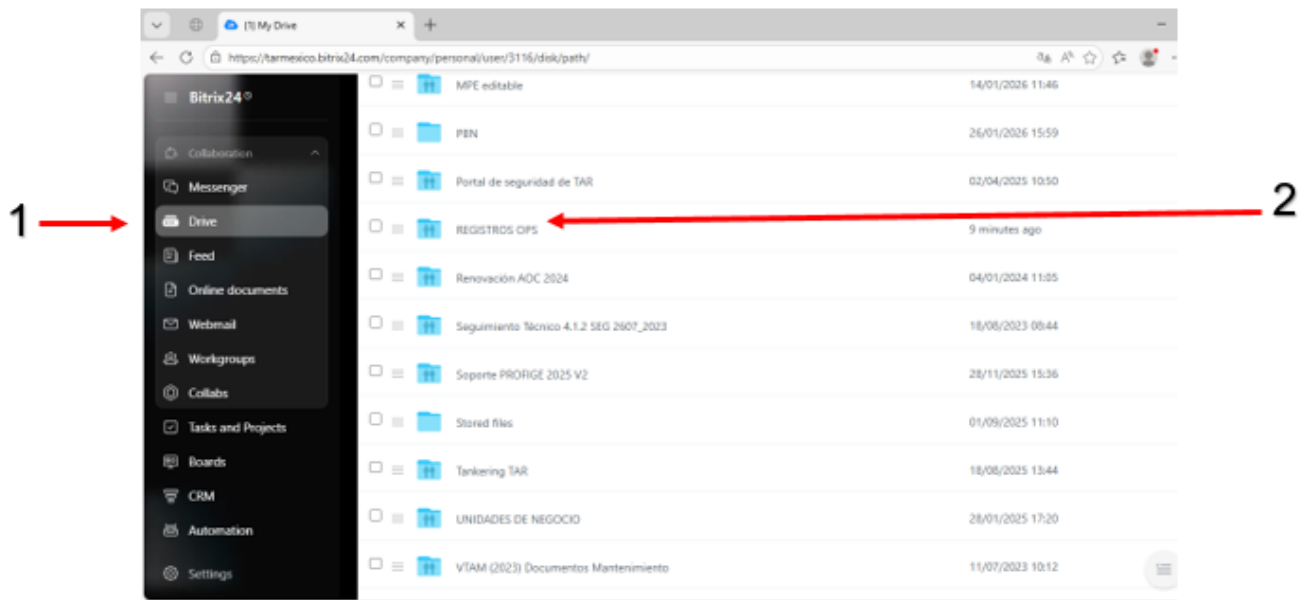 [1] My Drive
https://tarmexico.bitrix24.com/company/personal/user/3116/disk/path/
Bitrix24
Collaboration
Messenger
Drive
Feed
Online documents
Webmail
Workgroups
Collabs
Tasks and Projects
Boards
CRM
Automation
Settings
1
2
MPE editable 14/01/2026 11:46
PBN 26/01/2026 15:59
Portal de seguridad de TAR 02/04/2025 10:50
REGISTROS OPS 9 minutes ago
Renovación AOC 2024 04/01/2024 11:05
Seguimiento Técnico 4.1.2 SEG 2607_2023 18/08/2023 08:44
Soporte PROFIGE 2025 V2 28/11/2025 15:36
Stored files 01/09/2025 11:10
Tankering TAR 18/08/2025 13:44
UNIDADES DE NEGOCIO 28/01/2025 17:20
VTAM (2023) Documentos Mantenimiento 11/07/2023 10:12